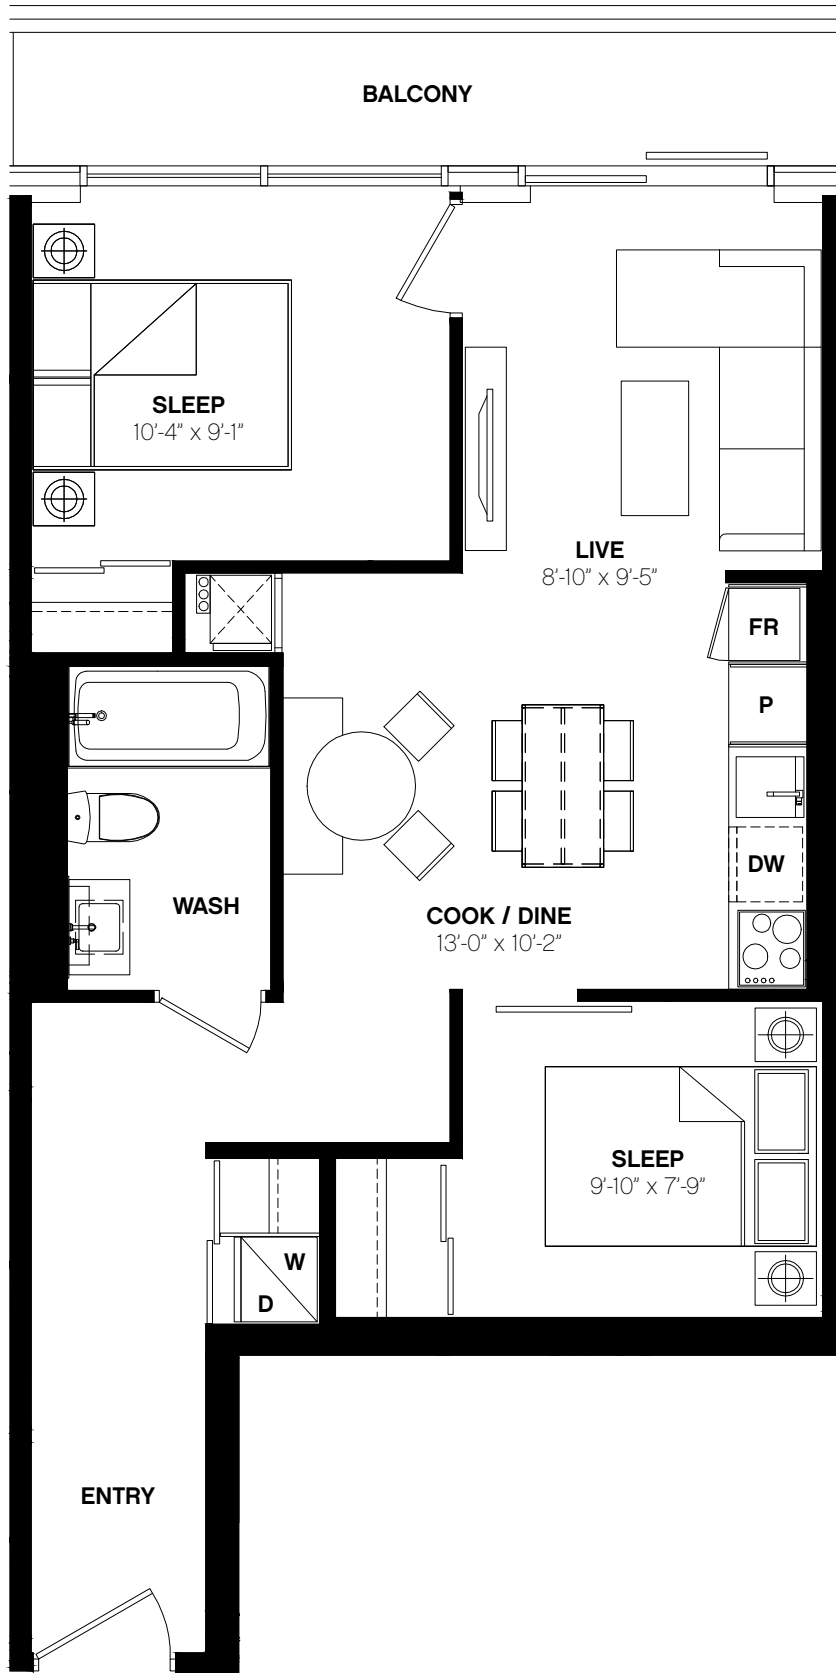 BALCONY
SLEEP
10'-4" x 9'-1"
LIVE
8'-10" x 9'-5"
FR
P
DW
WASH
COOK / DINE
13'-0" x 10'-2"
SLEEP
9'-10" x 7'-9"
W
D
ENTRY